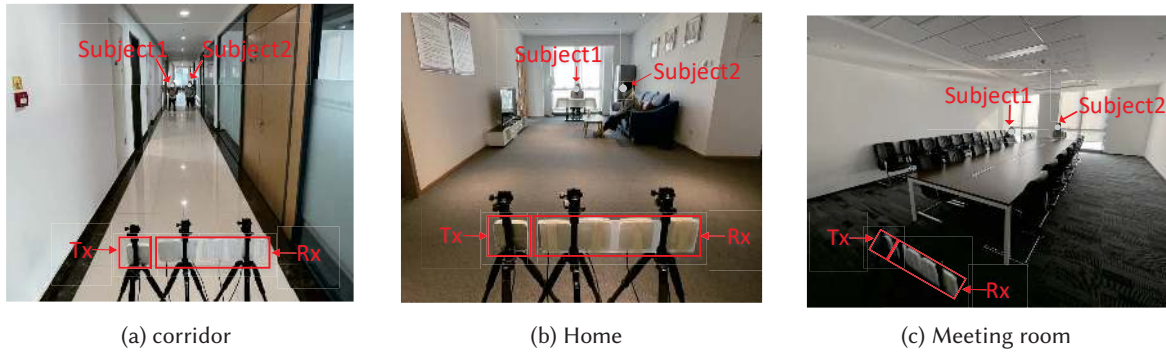 Subject1 Subject2
Tx
Rx
(a) corridor
Subject1
Subject2
Tx
Rx
(b) Home
Subject1
Subject2
Tx
Rx
(c) Meeting room